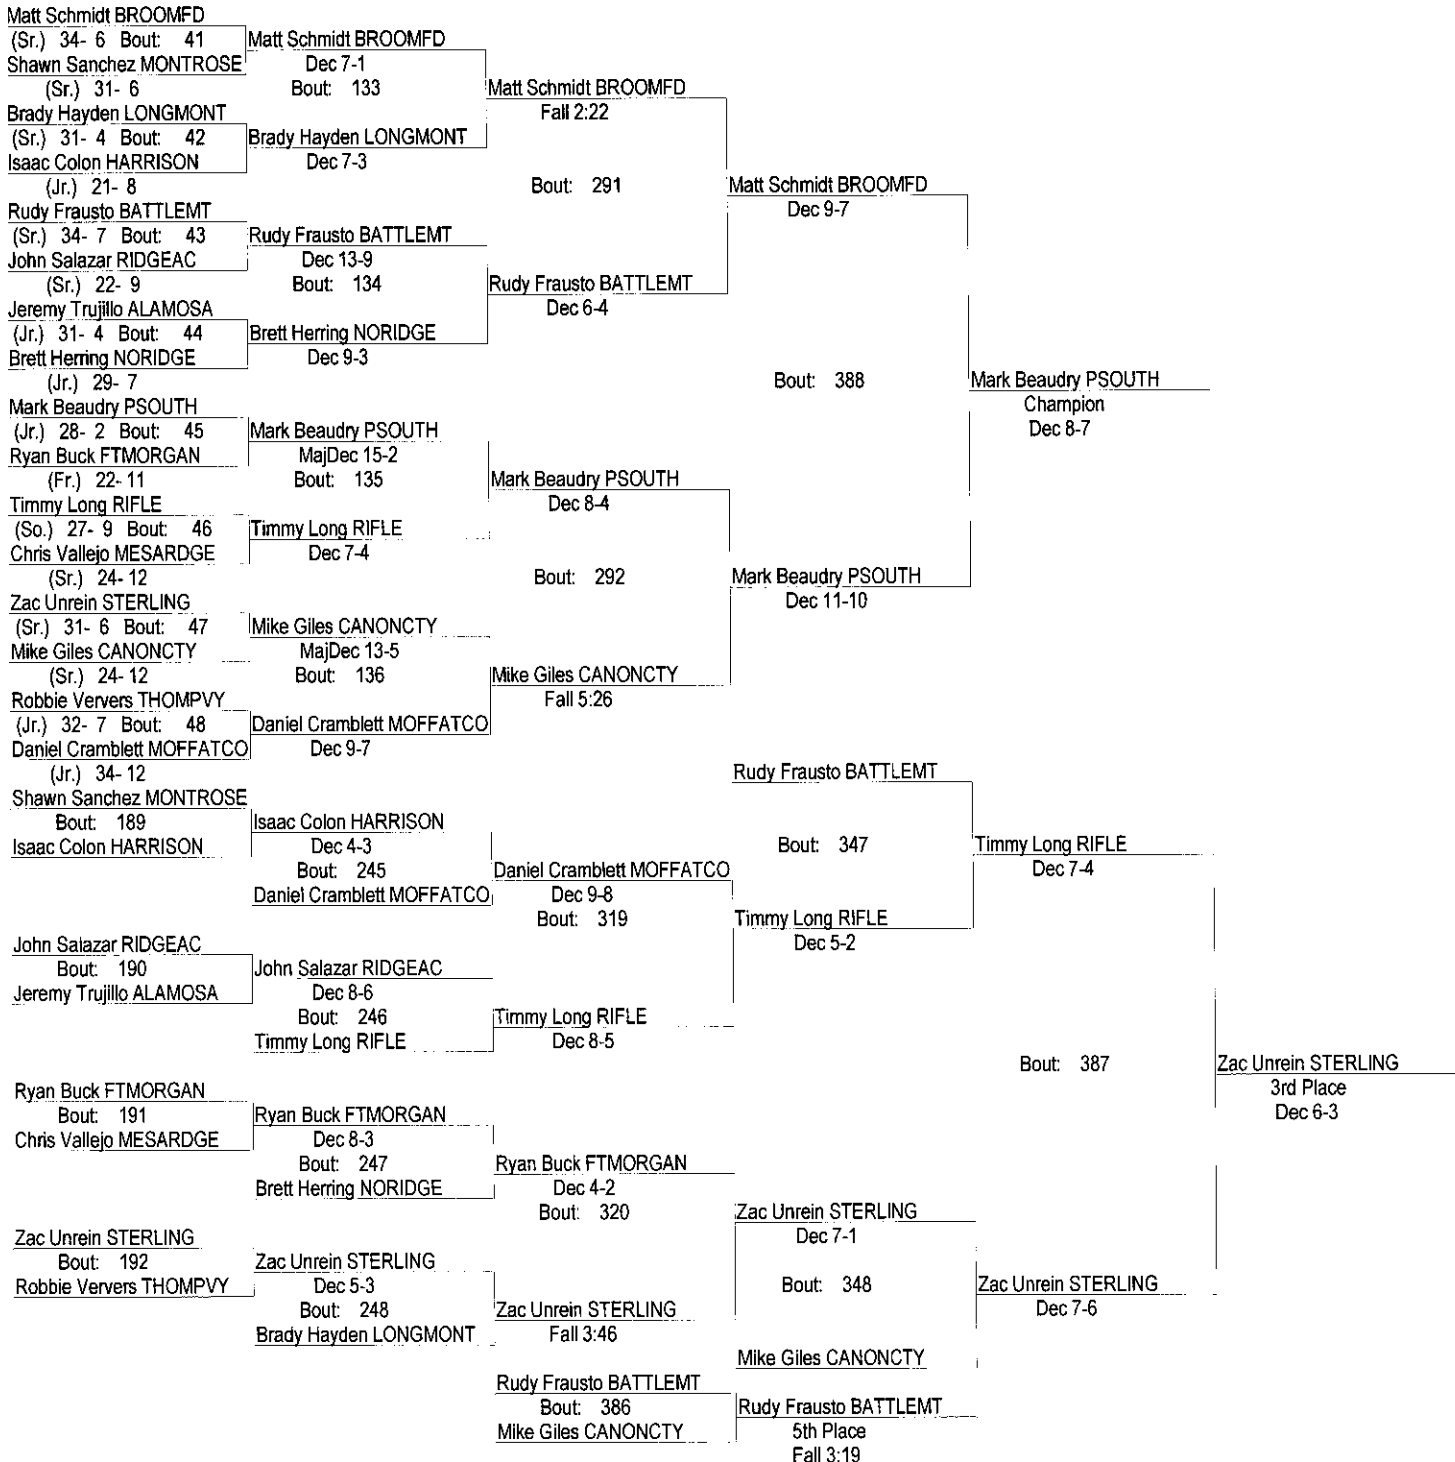 Matt Schmidt BROOMFD
(Sr.) 34- 6 Bout: 41
Shawn Sanchez MONTROSE
(Sr.) 31- 6
Brady Hayden LONGMONT
(Sr.) 31- 4 Bout: 42
Isaac Colon HARRISON
(Jr.) 21- 8
Rudy Frausto BATTLEMT
(Sr.) 34- 7 Bout: 43
John Salazar RIDGEAC
(Sr.) 22- 9
Jeremy Trujillo ALAMOSA
(Jr.) 31- 4 Bout: 44
Brett Herring NORIDGE
(Jr.) 29- 7
Mark Beaudry PSOUTH
(Jr.) 28- 2 Bout: 45
Ryan Buck FTMORGAN
(Fr.) 22- 11
Timmy Long RIFLE
(So.) 27- 9 Bout: 46
Chris Vallejo MESARDGE
(Sr.) 24- 12
Zac Unrein STERLING
(Sr.) 31- 6 Bout: 47
Mike Giles CANONCTY
(Sr.) 24- 12
Robbie Ververs THOMPVY
(Jr.) 32- 7 Bout: 48
Daniel Cramblett MOFFATCO
(Jr.) 34- 12
Matt Schmidt BROOMFD
Dec 7-1
Bout: 133
Brady Hayden LONGMONT
Dec 7-3
Rudy Frausto BATTLEMT
Dec 13-9
Bout: 134
Brett Herring NORIDGE
Dec 9-3
Mark Beaudry PSOUTH
MajDec 15-2
Bout: 135
Timmy Long RIFLE
Dec 7-4
Mike Giles CANONCTY
MajDec 13-5
Bout: 136
Daniel Cramblett MOFFATCO
Dec 9-7
Matt Schmidt BROOMFD
Fall 2:22
Bout: 291
Rudy Frausto BATTLEMT
Dec 6-4
Mark Beaudry PSOUTH
Dec 8-4
Bout: 292
Mike Giles CANONCTY
Fall 5:26
Matt Schmidt BROOMFD
Dec 9-7
Bout: 388
Mark Beaudry PSOUTH
Dec 11-10
Mark Beaudry PSOUTH
Champion
Dec 8-7
Shawn Sanchez MONTROSE
Bout: 189
Isaac Colon HARRISON
John Salazar RIDGEAC
Bout: 190
Jeremy Trujillo ALAMOSA
Ryan Buck FTMORGAN
Bout: 191
Chris Vallejo MESARDGE
Zac Unrein STERLING
Bout: 192
Robbie Ververs THOMPVY
Isaac Colon HARRISON
Dec 4-3
Bout: 245
Daniel Cramblett MOFFATCO
John Salazar RIDGEAC
Dec 8-6
Bout: 246
Timmy Long RIFLE
Ryan Buck FTMORGAN
Dec 8-3
Bout: 247
Brett Herring NORIDGE
Zac Unrein STERLING
Dec 5-3
Bout: 248
Brady Hayden LONGMONT
Daniel Cramblett MOFFATCO
Dec 9-8
Bout: 319
Timmy Long RIFLE
Dec 8-5
Ryan Buck FTMORGAN
Dec 4-2
Bout: 320
Zac Unrein STERLING
Fall 3:46
Rudy Frausto BATTLEMT
Bout: 347
Timmy Long RIFLE
Dec 5-2
Zac Unrein STERLING
Dec 7-1
Bout: 348
Mike Giles CANONCTY
Timmy Long RIFLE
Dec 7-4
Bout: 387
Zac Unrein STERLING
Dec 7-6
Zac Unrein STERLING
3rd Place
Dec 6-3
Rudy Frausto BATTLEMT
Bout: 386
Mike Giles CANONCTY
Rudy Frausto BATTLEMT
5th Place
Fall 3:19